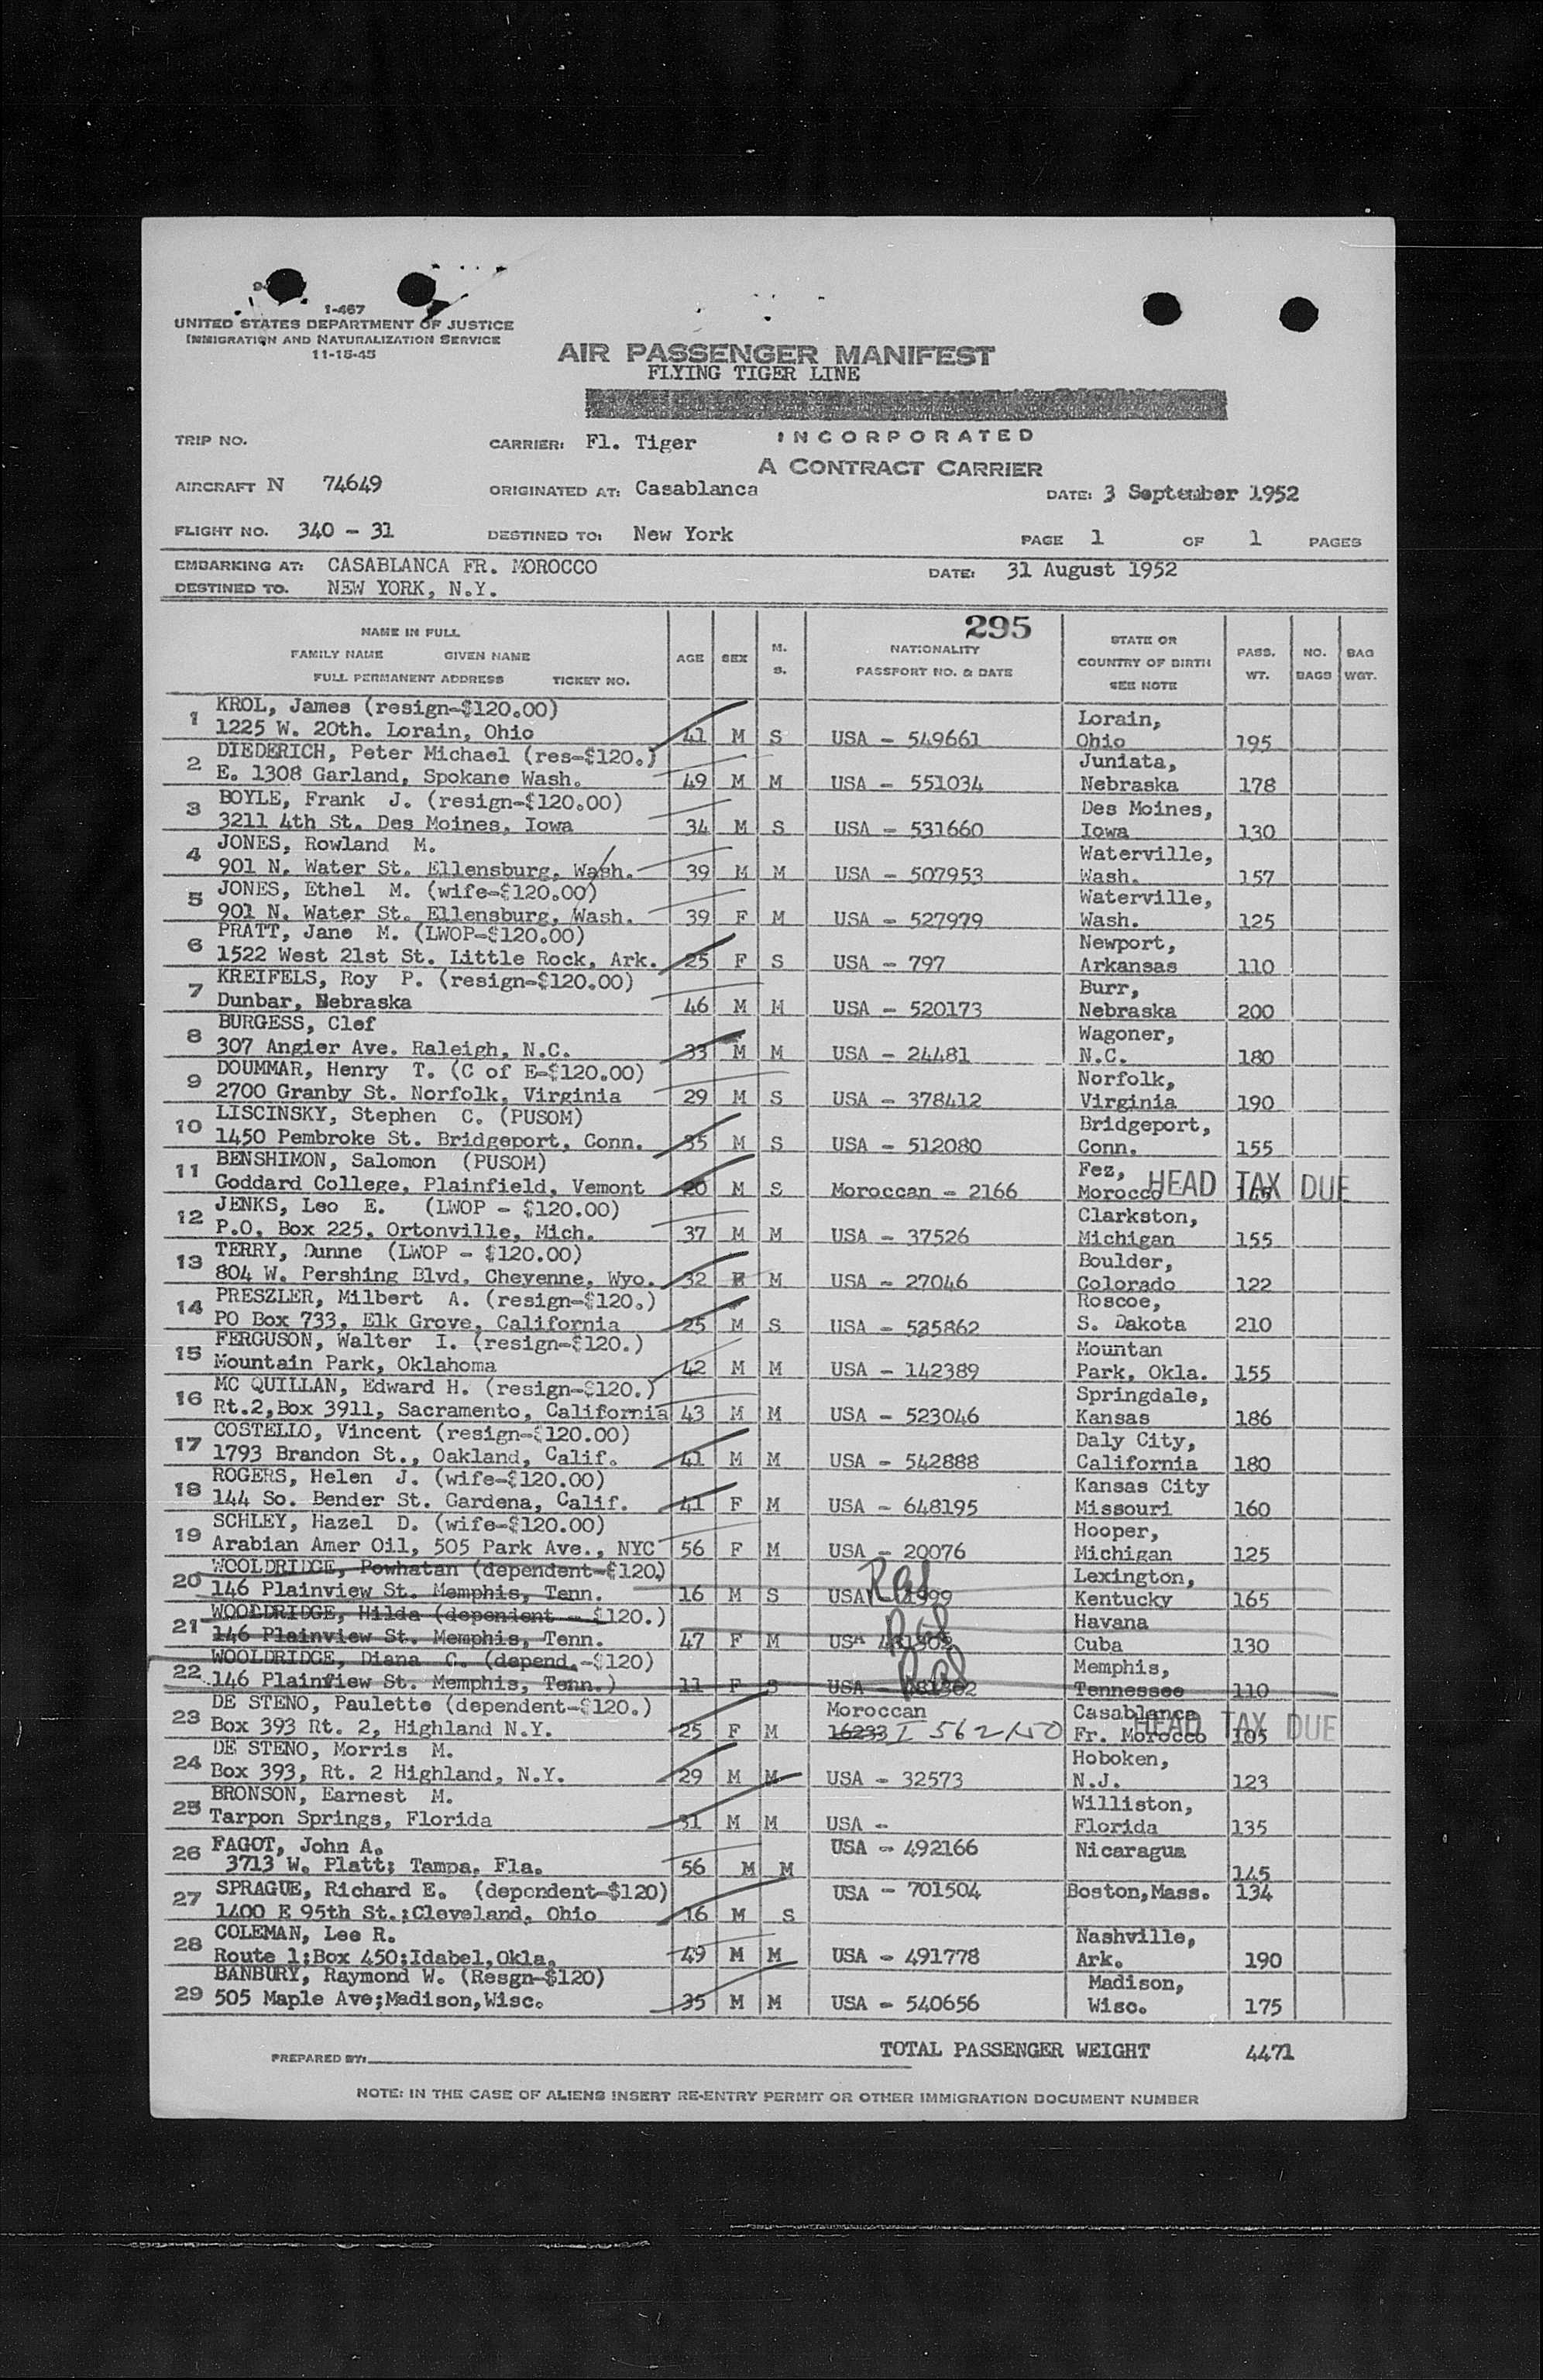 1-467
UNITED STATES DEPARTMENT OF JUSTICE
IMMIGRATION AND NATURALIZATION SERVICE
11-15-45
AIR PASSENGER MANIFEST
FLYING TIGER LINE
INCORPORATED
A CONTRACT CARRIER
TRIP NO. CARRIER: Fl. Tiger
AIRCRAFT N 74649 ORIGINATED AT: Casablanca DATE: 3 September 1952
FLIGHT NO. 340 - 31 DESTINED TO: New York PAGE 1 OF 1 PAGES
EMBARKING AT: CASABLANCA FR. MOROCCO DATE: 31 August 1952
DESTINED TO. NEW YORK, N.Y.
295
NAME IN FULL
FAMILY NAME GIVEN NAME
FULL PERMANENT ADDRESS TICKET NO.
AGE SEX M. S. NATIONALITY PASSPORT NO. & DATE STATE OR COUNTRY OF BIRTH SEE NOTE PASS. WT. NO. BAGS BAG WGT.
1 KROL, James (resign-$120.00) Lorain,
1225 W. 20th. Lorain, Ohio 41 M S USA - 549661 Ohio 195
2 DIEDERICH, Peter Michael (res-$120.) Juniata,
E. 1308 Garland, Spokane Wash. 49 M M USA - 551034 Nebraska 178
3 BOYLE, Frank J. (resign-$120.00) Des Moines,
3211 4th St. Des Moines, Iowa 34 M S USA - 531660 Iowa 130
4 JONES, Rowland M. Waterville,
901 N. Water St. Ellensburg, Wash. 39 M M USA - 507953 Wash. 157
5 JONES, Ethel M. (wife-$120.00) Waterville,
901 N. Water St. Ellensburg, Wash. 39 F M USA - 527979 Wash. 125
6 PRATT, Jane M. (LWOP-$120.00) Newport,
1522 West 21st St. Little Rock, Ark. 25 F S USA - 797 Arkansas 110
7 KREIFELS, Roy P. (resign-$120.00) Burr,
Dunbar, Nebraska 46 M M USA - 520173 Nebraska 200
8 BURGESS, Clef Wagoner,
307 Angier Ave. Raleigh, N.C. 33 M M USA - 24481 N.C. 180
9 DOUMMAR, Henry T. (C of E-$120.00) Norfolk,
2700 Granby St. Norfolk, Virginia 29 M S USA - 378412 Virginia 190
10 LISCINSKY, Stephen C. (PUSOM) Bridgeport,
1450 Pembroke St. Bridgeport, Conn. 35 M S USA - 512080 Conn. 155
11 BENSHIMON, Salomon (PUSOM) Fez,
Goddard College, Plainfield, Vemont 20 M S Moroccan - 2166 Morocco HEAD TAX DUE
12 JENKS, Leo E. (LWOP - $120.00) Clarkston,
P.O. Box 225, Ortonville, Mich. 37 M M USA - 37526 Michigan 155
13 TERRY, Dunne (LWOP - $120.00) Boulder,
804 W. Pershing Blvd. Cheyenne, Wyo. 32 M USA - 27046 Colorado 122
14 PRESZLER, Milbert A. (resign-$120.) Roscoe,
PO Box 733, Elk Grove, California 25 M S USA - 535862 S. Dakota 210
15 FERGUSON, Walter I. (resign-$120.) Mountan
Mountain Park, Oklahoma 42 M M USA - 142389 Park, Okla. 155
16 MC QUILLAN, Edward H. (resign-$120.) Springdale,
Rt.2,Box 3911, Sacramento, California 43 M M USA - 523046 Kansas 186
17 COSTELLO, Vincent (resign-$120.00) Daly City,
1793 Brandon St., Oakland, Calif. 41 M M USA - 542888 California 180
18 ROGERS, Helen J. (wife-$120.00) Kansas City
144 So. Bender St. Gardena, Calif. 41 F M USA - 648195 Missouri 160
19 SCHLEY, Hazel D. (wife-$120.00) Hooper,
Arabian Amer Oil, 505 Park Ave., NYC 56 F M USA - 20076 Michigan 125
20 WOOLDRIDGE, Powhatan (dependent-$120.) Lexington,
146 Plainview St. Memphis, Tenn. 16 M S USA Kentucky 165
21 WOOLDRIDGE, Hilda (dependent - $120.) Havana
146 Plainview St. Memphis, Tenn. 47 F M USA Cuba 130
22 WOOLDRIDGE, Diana C. (depend.-$120) Memphis,
146 Plainfiew St. Memphis, Tenn.) 11 F S USA - Tennessee 110
23 DE STENO, Paulette (dependent-$120.) Moroccan Casablanca
Box 393 Rt. 2, Highland N.Y. 25 F M 16233 I 562150 Fr. Morocco 105 HEAD TAX DUE
24 DE STENO, Morris M. Hoboken,
Box 393, Rt. 2 Highland, N.Y. 29 M M USA - 32573 N.J. 123
25 BRONSON, Earnest M. Williston,
Tarpon Springs, Florida 31 M M USA - Florida 135
26 FAGOT, John A. USA - 492166 Nicaragua
3713 W. Platt; Tampa, Fla. 56 M M 145
27 SPRAGUE, Richard E. (dependent-$120) USA - 701504 Boston,Mass. 134
1400 E 95th St.;Cleveland, Ohio 16 M S
28 COLEMAN, Lee R. Nashville,
Route 1;Box 450;Idabel,Okla. 49 M M USA - 491778 Ark. 190
29 BANBURY, Raymond W. (Resgn-$120) Madison,
505 Maple Ave;Madison,Wisc. 35 M M USA - 540656 Wisc. 175
PREPARED BY: TOTAL PASSENGER WEIGHT 4471
NOTE: IN THE CASE OF ALIENS INSERT RE-ENTRY PERMIT OR OTHER IMMIGRATION DOCUMENT NUMBER